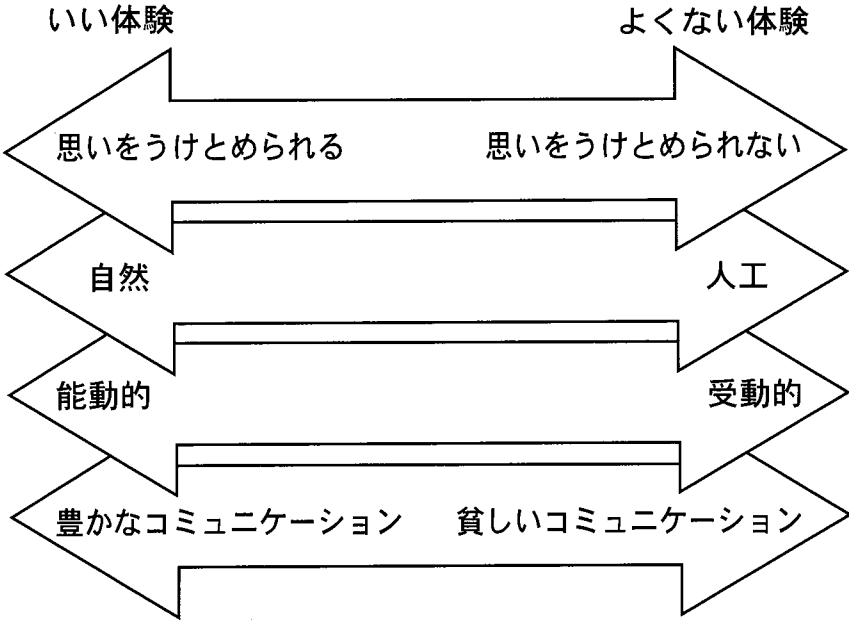 いい体験 よくない体験
思いをうけとめられる 思いをうけとめられない
自然 人工
能動的 受動的
豊かなコミュニケーション 貧しいコミュニケーション